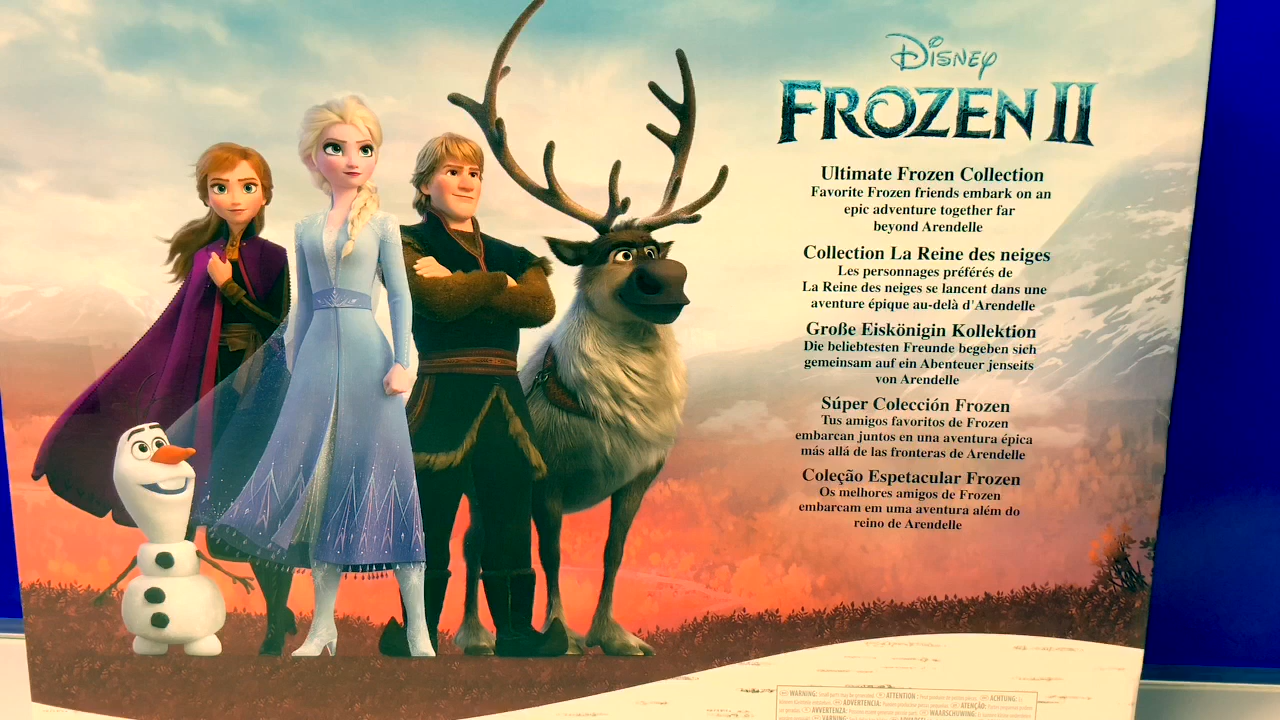 Disney
FROZEN II
Ultimate Frozen Collection
Favorite Frozen friends embark on an
epic adventure together far
beyond Arendelle
Collection La Reine des neiges
Les personnages préférés de
La Reine des neiges se lancent dans une
aventure épique au-delà d'Arendelle
Große Eiskönigin Kollektion
Die beliebtesten Freunde begeben sich
gemeinsam auf ein Abenteuer jenseits
von Arendelle
Súper Colección Frozen
Tus amigos favoritos de Frozen
embarcan juntos en una aventura épica
más allá de las fronteras de Arendelle
Coleção Espetacular Frozen
Os melhores amigos de Frozen
embarcam em uma aventura além do
reino de Arendelle
WARNING: ATTENTION: ACHTUNG:
ADVERTENCIA: ATENÇÃO:
AVVERTENZA: WAARSCHUWING: